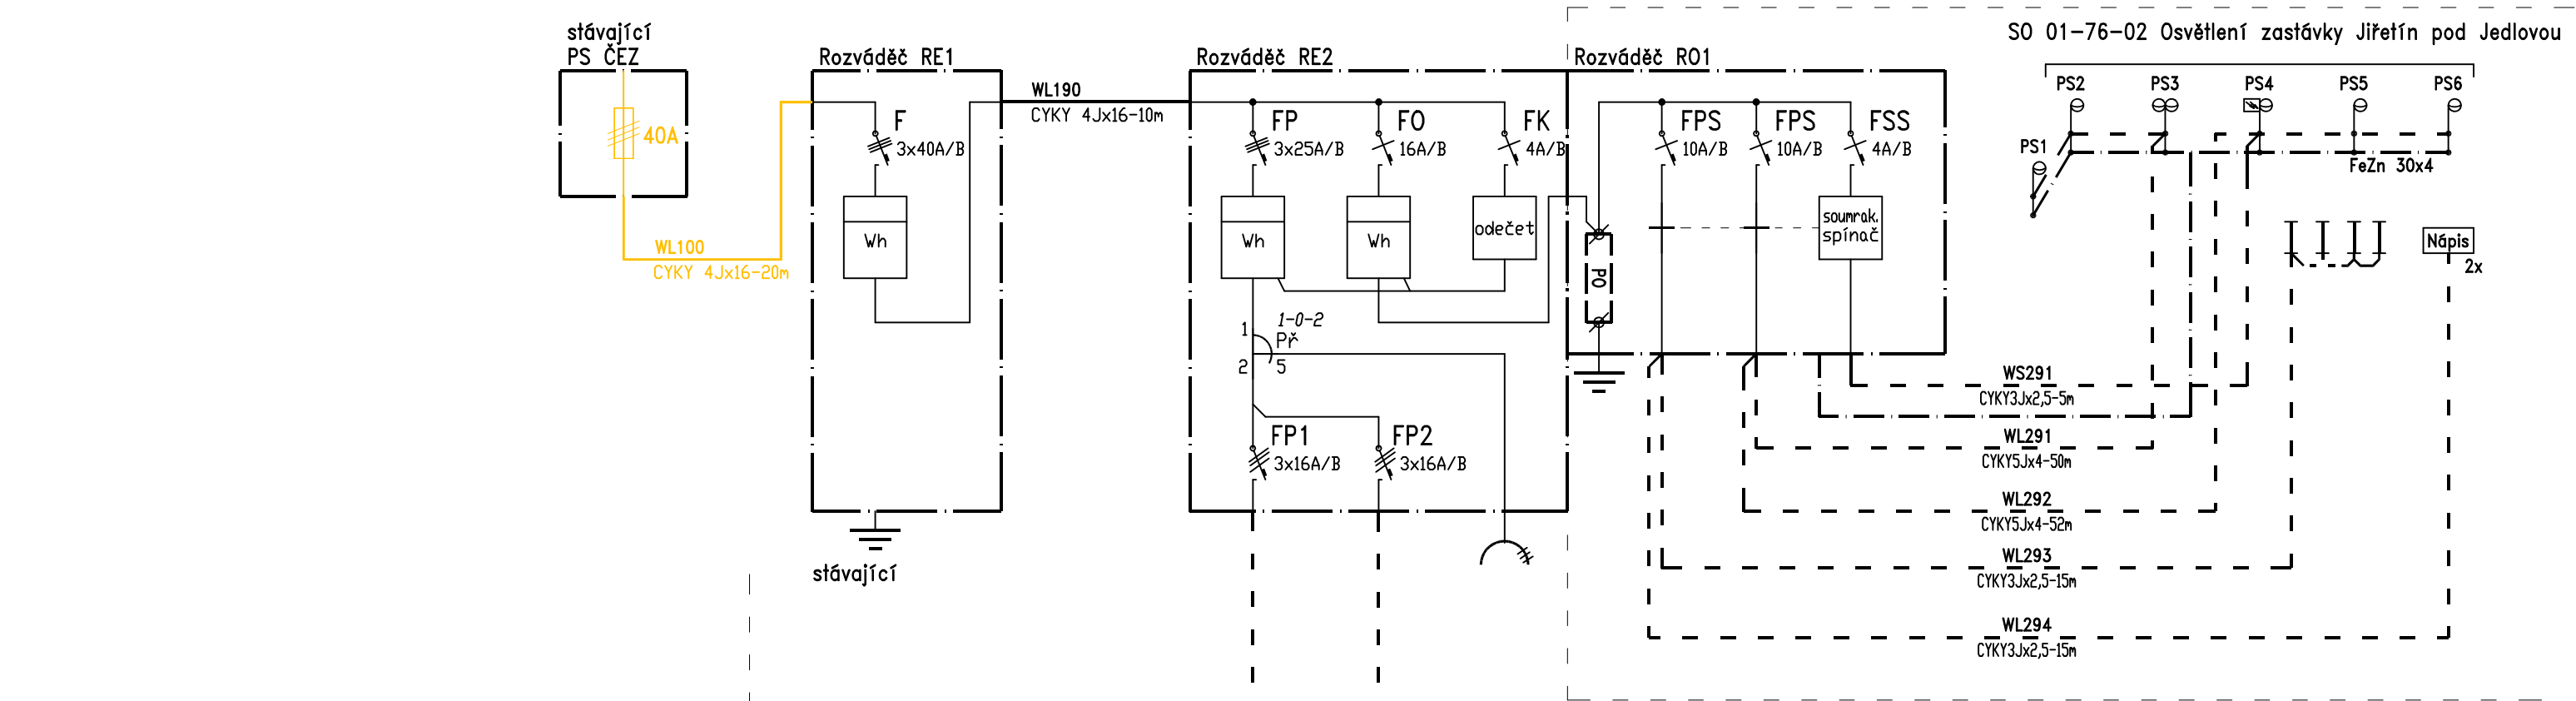 stávající
PS ČEZ
40A
WL100
CYKY 4Jx16-20m
Rozváděč RE1
F
3x40A/B
Wh
stávající
WL190
CYKY 4Jx16-10m
Rozváděč RE2
FP
3x25A/B
FO
16A/B
FK
4A/B
Wh
Wh
odečet
1-0-2
1
Př
2
5
FP1
3x16A/B
FP2
3x16A/B
Rozváděč RO1
FPS
10A/B
FPS
10A/B
FSS
4A/B
soumrak.
spínač
PO
SO 01-76-02 Osvětlení zastávky Jiřetín pod Jedlovou
PS2
PS3
PS4
PS5
PS6
PS1
FeZn 30x4
Nápis
2x
WS291
CYKY3Jx2,5-5m
WL291
CYKY5Jx4-50m
WL292
CYKY5Jx4-52m
WL293
CYKY3Jx2,5-15m
WL294
CYKY3Jx2,5-15m